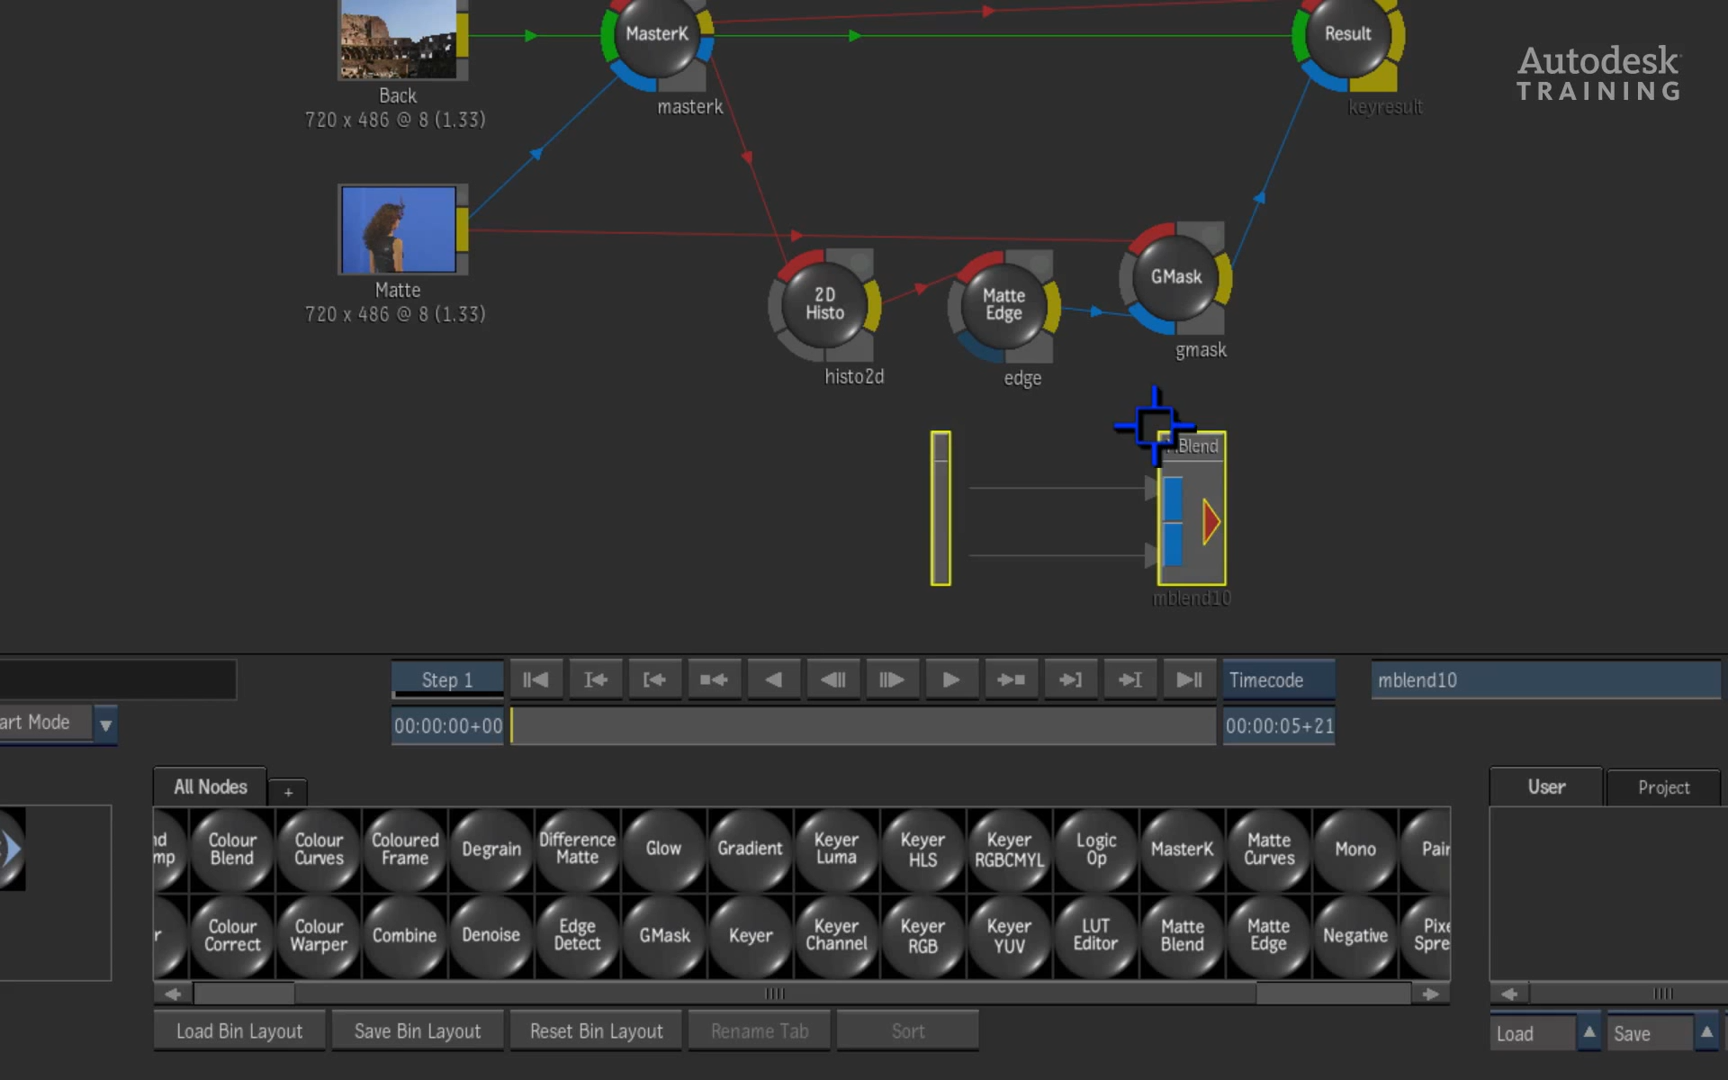 MasterK
Result
Autodesk
TRAINING
Back
720 x 486 @ 8 (1.33)
masterk
keyresult
Matte
720 x 486 @ 8 (1.33)
2D
Histo
Matte
Edge
GMask
histo2d
edge
gmask
Blend
mblend10
Step 1
Timecode
mblend10
art Mode
00:00:00+00
00:00:05+21
All Nodes
+
User
Project
nd
mp
Colour
Blend
Colour
Curves
Coloured
Frame
Degrain
Difference
Matte
Glow
Gradient
Keyer
Luma
Keyer
HLS
Keyer
RGBCMYL
Logic
Op
MasterK
Matte
Curves
Mono
Pair
r
Colour
Correct
Colour
Warper
Combine
Denoise
Edge
Detect
GMask
Keyer
Keyer
Channel
Keyer
RGB
Keyer
YUV
LUT
Editor
Matte
Blend
Matte
Edge
Negative
Pixe
Spre
Load Bin Layout
Save Bin Layout
Reset Bin Layout
Rename Tab
Sort
Load
Save